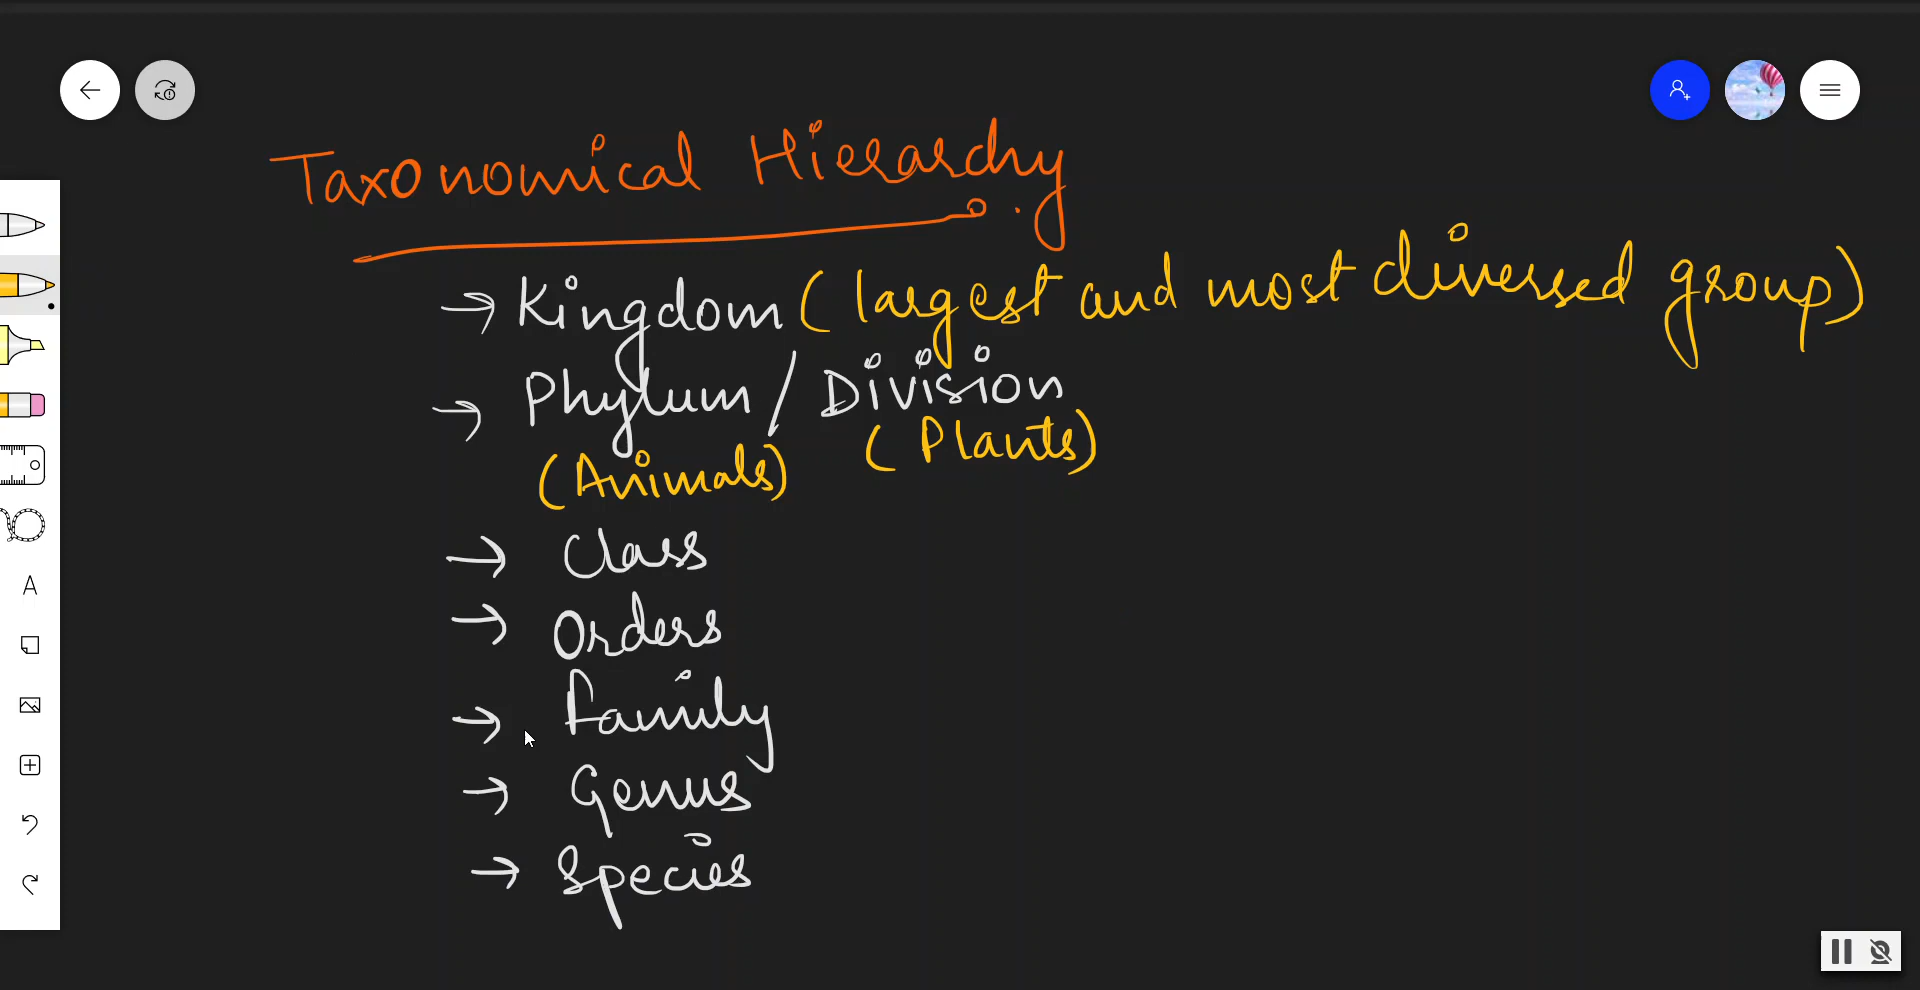 Taxonomical Hierarchy
→ Kingdom (largest and most diversed group)
→ Phylum / Division
(Animals) (Plants)
→ Class
→ Orders
→ Family
→ Genus
→ Species
A